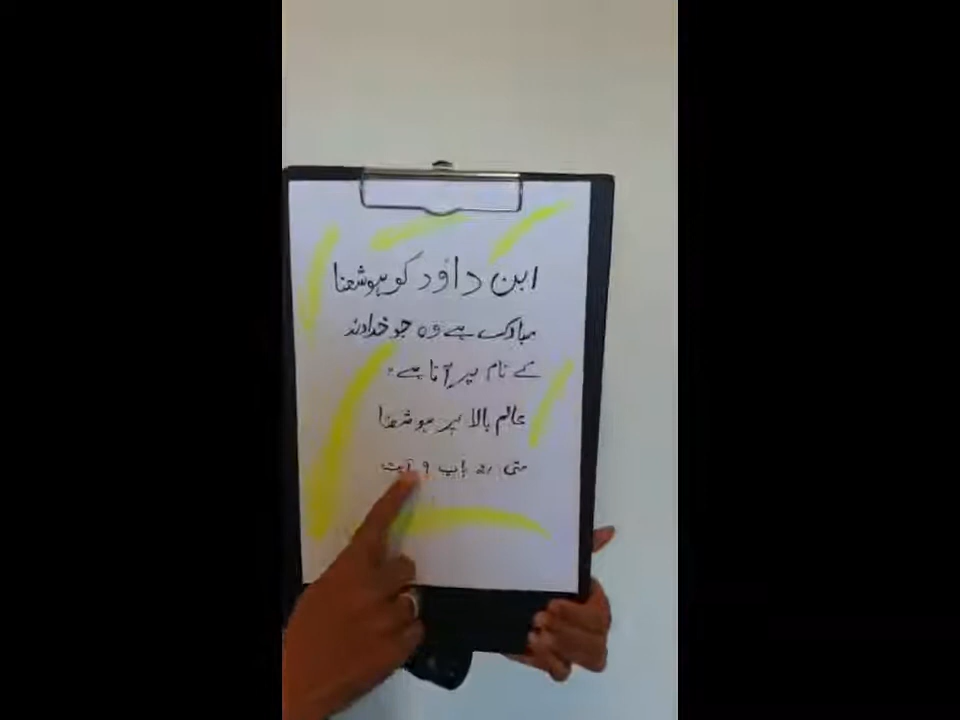 ابن داؤد کو ہوشعنا
مبارک ہے وہ جو خداوند
کے نام پر آتا ہے۔
عالم بالا پر ہوشعنا
متی ۲۱ باب ۹ آیت